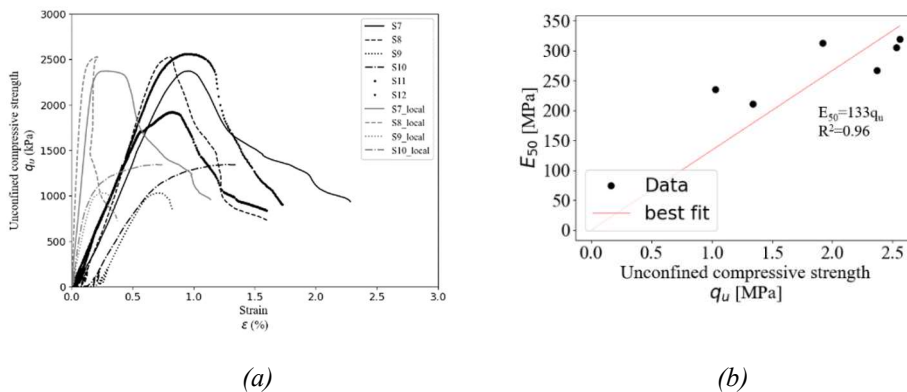 Unconfined compressive strength
qᵤ (kPa)
3000
2500
2000
1500
1000
500
0
0.0 0.5 1.0 1.5 2.0 2.5 3.0
Strain
ε (%)
S7
S8
S9
S10
S11
S12
S7_local
S8_local
S9_local
S10_local
(a)
E₅₀ [MPa]
350
300
250
200
150
100
50
0
E₅₀=133qᵤ
R²=0.96
Data
best fit
0.0 0.5 1.0 1.5 2.0 2.5
Unconfined compressive strength
qᵤ [MPa]
(b)